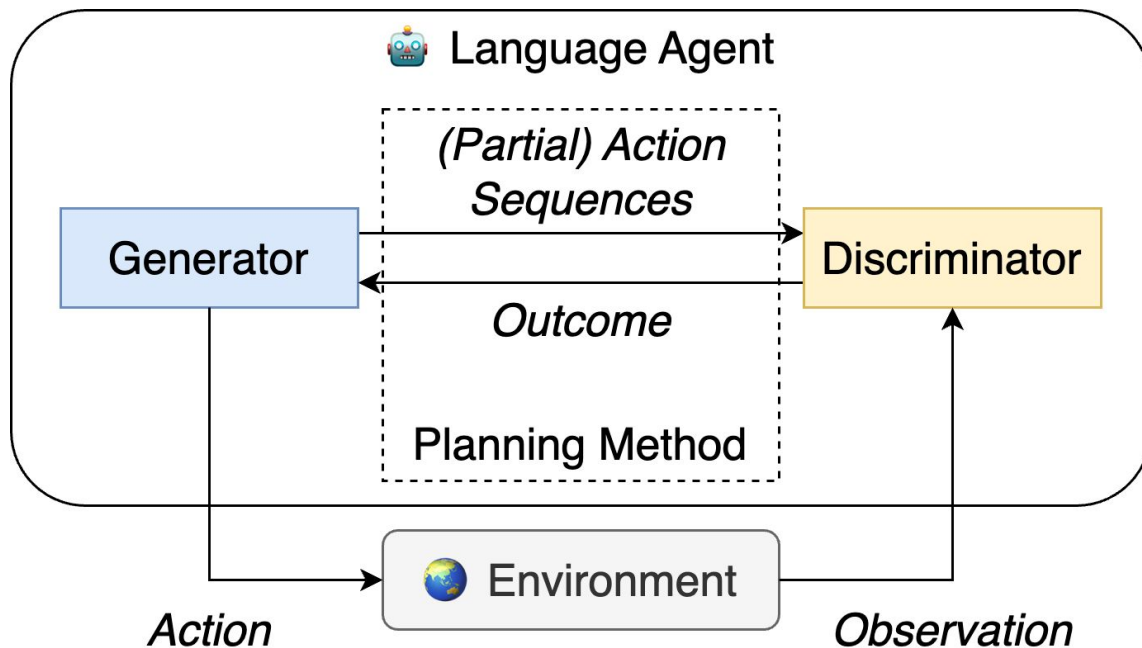 Language Agent
(Partial) Action
Sequences
Generator
Discriminator
Outcome
Planning Method
Environment
Action
Observation